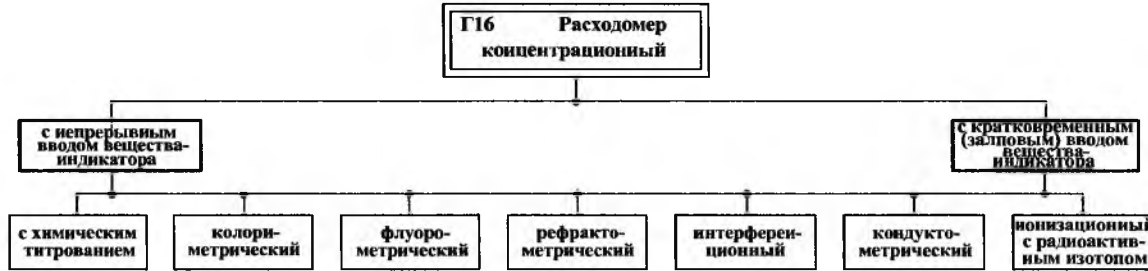 Г16 Расходомер
концентрационный
с непрерывным
вводом вещества-
индикатора
с кратковременным
(залповым) вводом
вещества-
индикатора
с химическим
титрованием
колори-
метрический
флуоро-
метрический
рефракто-
метрический
интерферен-
ционный
кондукто-
метрический
ионизационный
с радиоактив-
ным изотопом